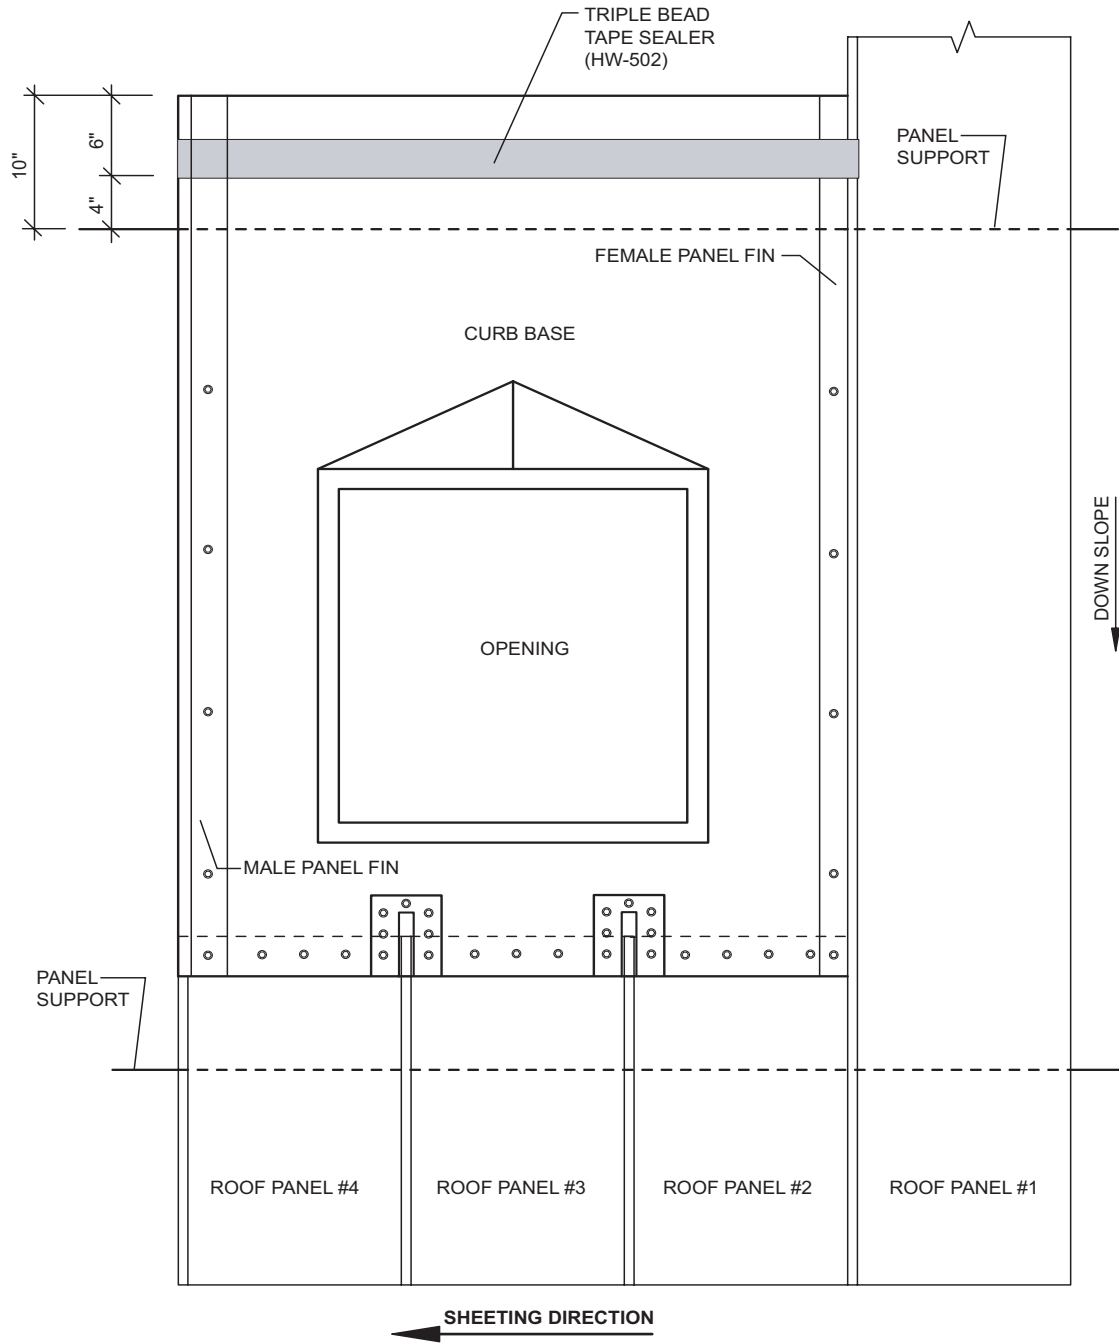 TRIPLE BEAD
TAPE SEALER
(HW-502)
10"
6"
4"
PANEL
SUPPORT
FEMALE PANEL FIN
CURB BASE
DOWN SLOPE
OPENING
MALE PANEL FIN
PANEL
SUPPORT
ROOF PANEL #4
ROOF PANEL #3
ROOF PANEL #2
ROOF PANEL #1
SHEETING DIRECTION